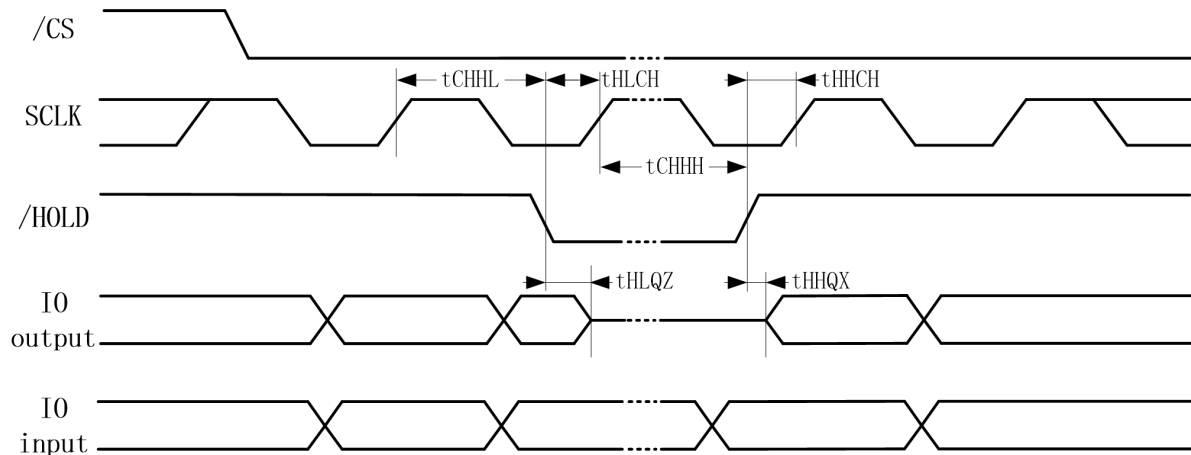 /CS
tCHHL
tHLCH
tHHCH
SCLK
tCHHH
/HOLD
tHLQZ
tHHQX
IO
output
IO
input